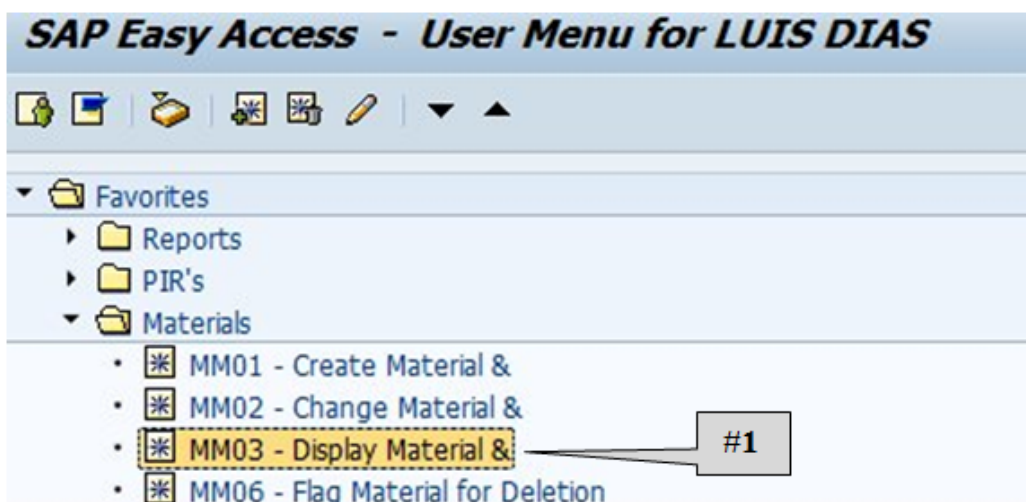 SAP Easy Access - User Menu for LUIS DIAS
Favorites
Reports
PIR's
Materials
MM01 - Create Material &
MM02 - Change Material &
MM03 - Display Material &
#1
MM06 - Flag Material for Deletion